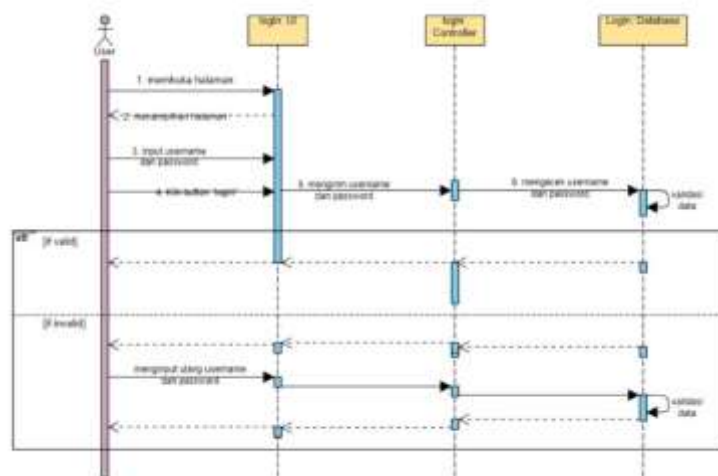 User
login: UI
login
Controller
Login: Database
1. membuka halaman
2. menampilkan halaman
3. input username
dan password
4. klik button "login"
5. mengirim username
dan password
6. mengecek username
dan password
validasi
data
alt
[if valid]
[if invalid]
menginput ulang username
dan password
validasi
data